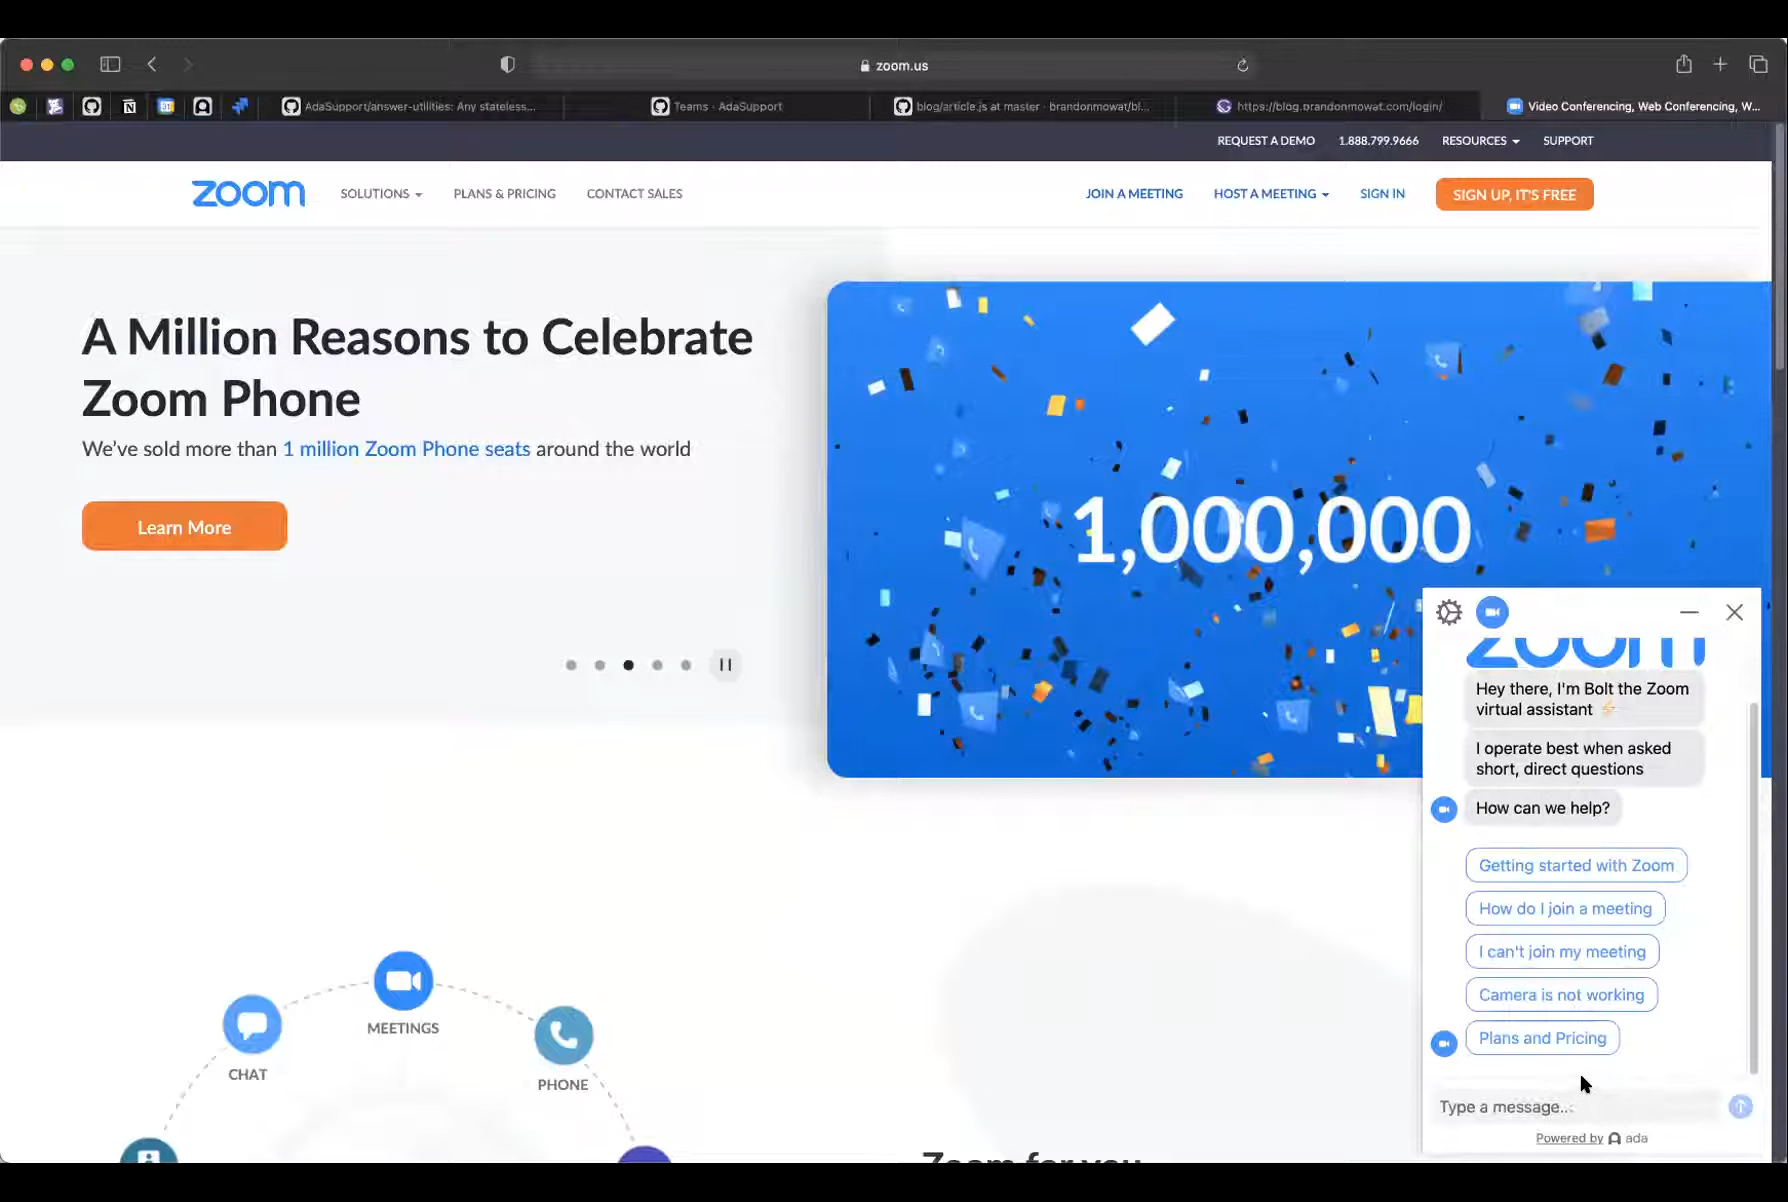 zoom.us
AdaSupport/answer-utilities: Any stateless...
Teams · AdaSupport
blog/article.js at master · brandonmowat/bl...
https://blog.brandonmowat.com/login/
Video Conferencing, Web Conferencing, W...
REQUEST A DEMO
1.888.799.9666
RESOURCES
SUPPORT
zoom
SOLUTIONS
PLANS & PRICING
CONTACT SALES
JOIN A MEETING
HOST A MEETING
SIGN IN
SIGN UP, IT'S FREE
A Million Reasons to Celebrate
Zoom Phone
We've sold more than 1 million Zoom Phone seats around the world
Learn More
1,000,000
zoom
Hey there, I'm Bolt the Zoom
virtual assistant ⚡
I operate best when asked
short, direct questions
How can we help?
Getting started with Zoom
How do I join a meeting
I can't join my meeting
Camera is not working
Plans and Pricing
Type a message...
Powered by ada
MEETINGS
CHAT
PHONE
Zoom for you